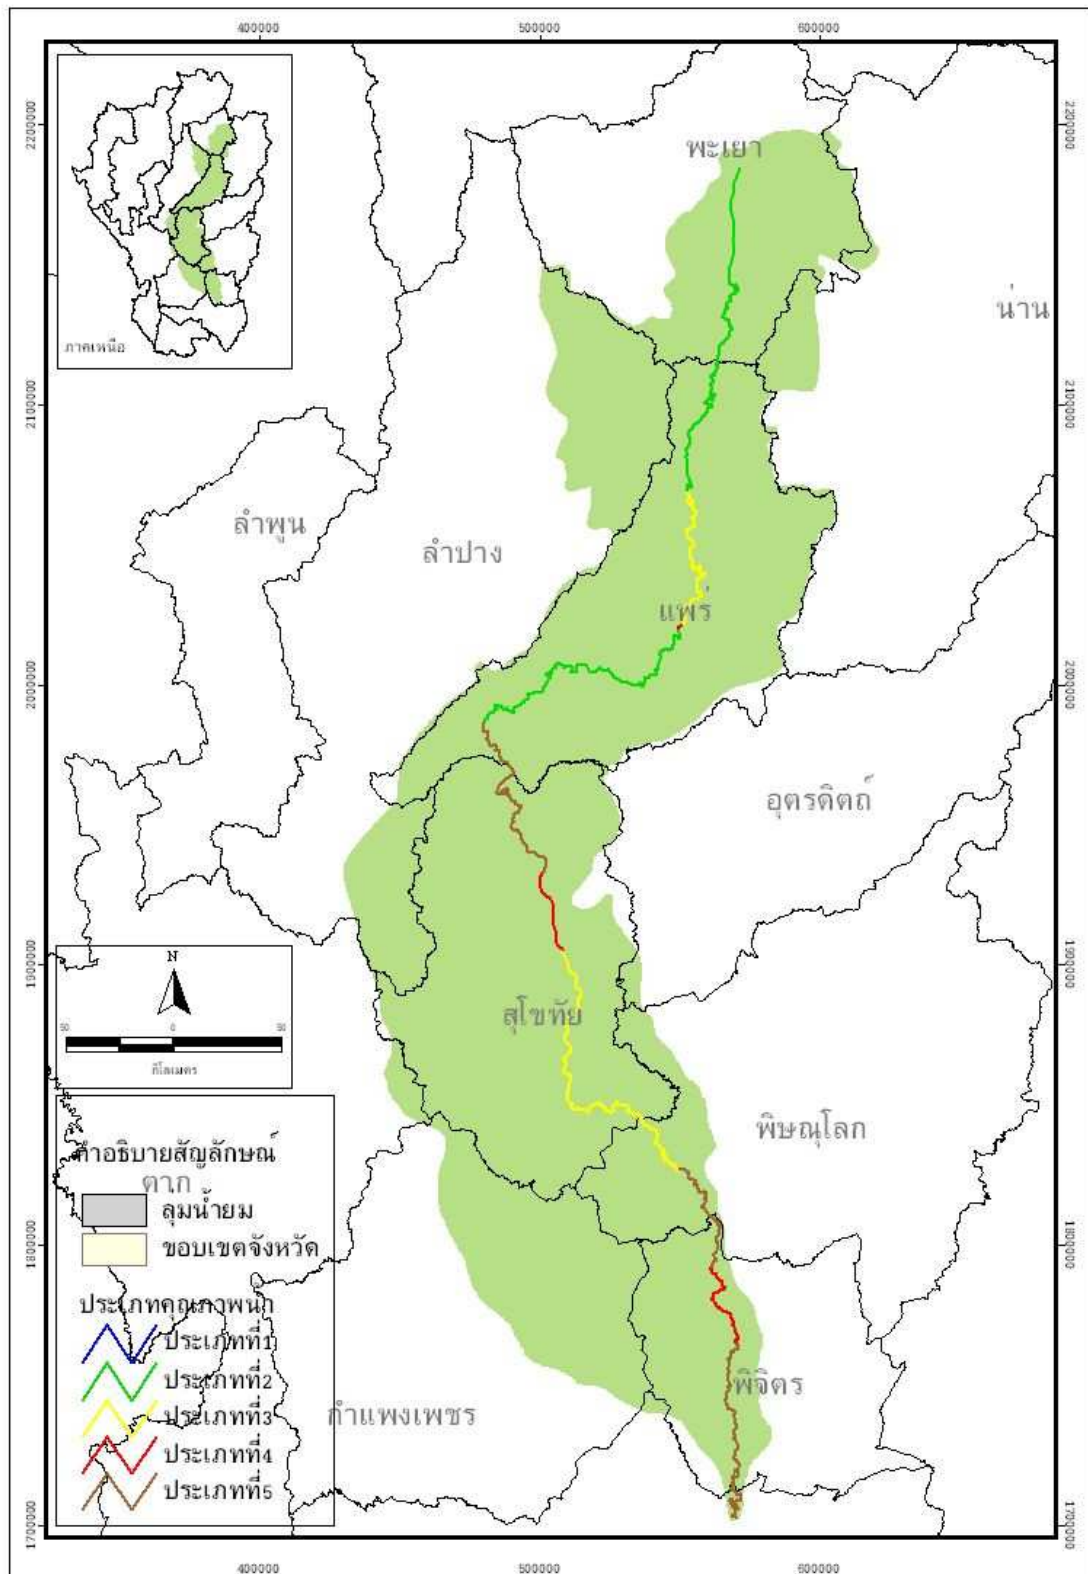 400000 500000 600000
2200000
2200000
พะเยา
น่าน
ภาคเหนือ
2100000
2100000
ลำพูน
ลำปาง
แพร่
2000000
2000000
อุตรดิตถ์
1900000
1900000
N
50 0 50
กิโลเมตร
สุโขทัย
พิษณุโลก
คำอธิบายสัญลักษณ์
ตาก
ลุ่มน้ำยม
ขอบเขตจังหวัด
1800000
1800000
ประเภทคุณภาพน้ำ
ประเภทที่1
ประเภทที่2
ประเภทที่3
ประเภทที่4
ประเภทที่5
พิจิตร
กำแพงเพชร
1700000
1700000
400000 500000 600000